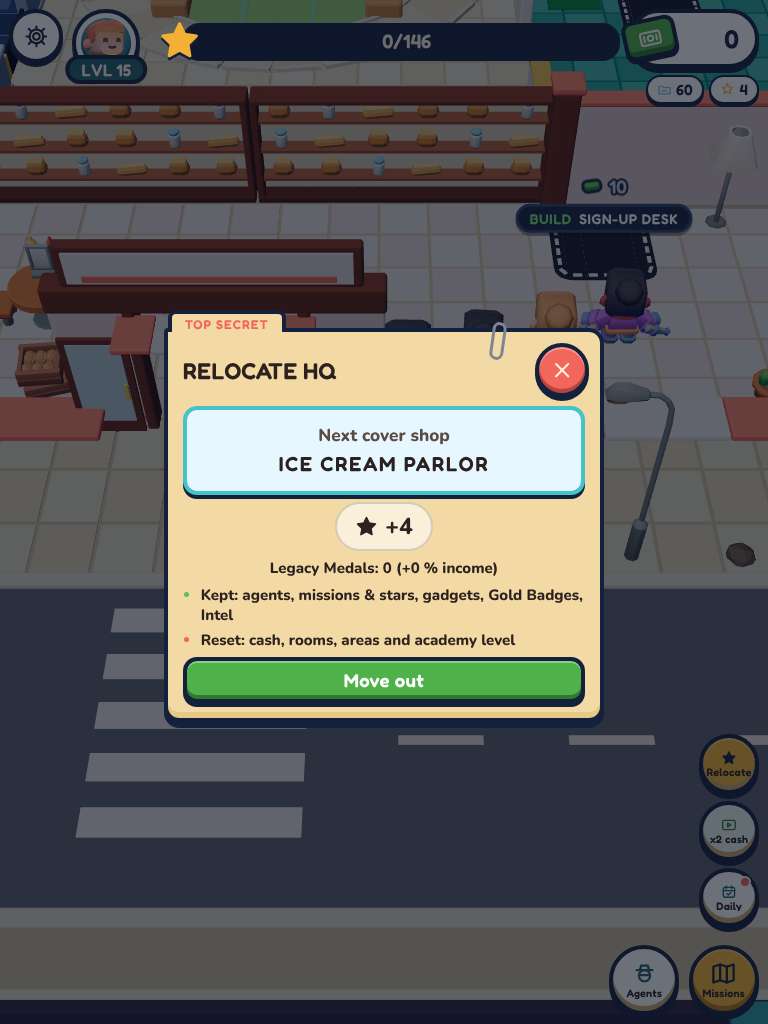 0/146
0
LVL 15
60
4
10
BUILD SIGN-UP DESK
TOP SECRET
RELOCATE HQ
Next cover shop
ICE CREAM PARLOR
+4
Legacy Medals: 0 (+0 % income)
Kept: agents, missions & stars, gadgets, Gold Badges,
Intel
Reset: cash, rooms, areas and academy level
Move out
Relocate
x2 cash
Daily
Agents
Missions